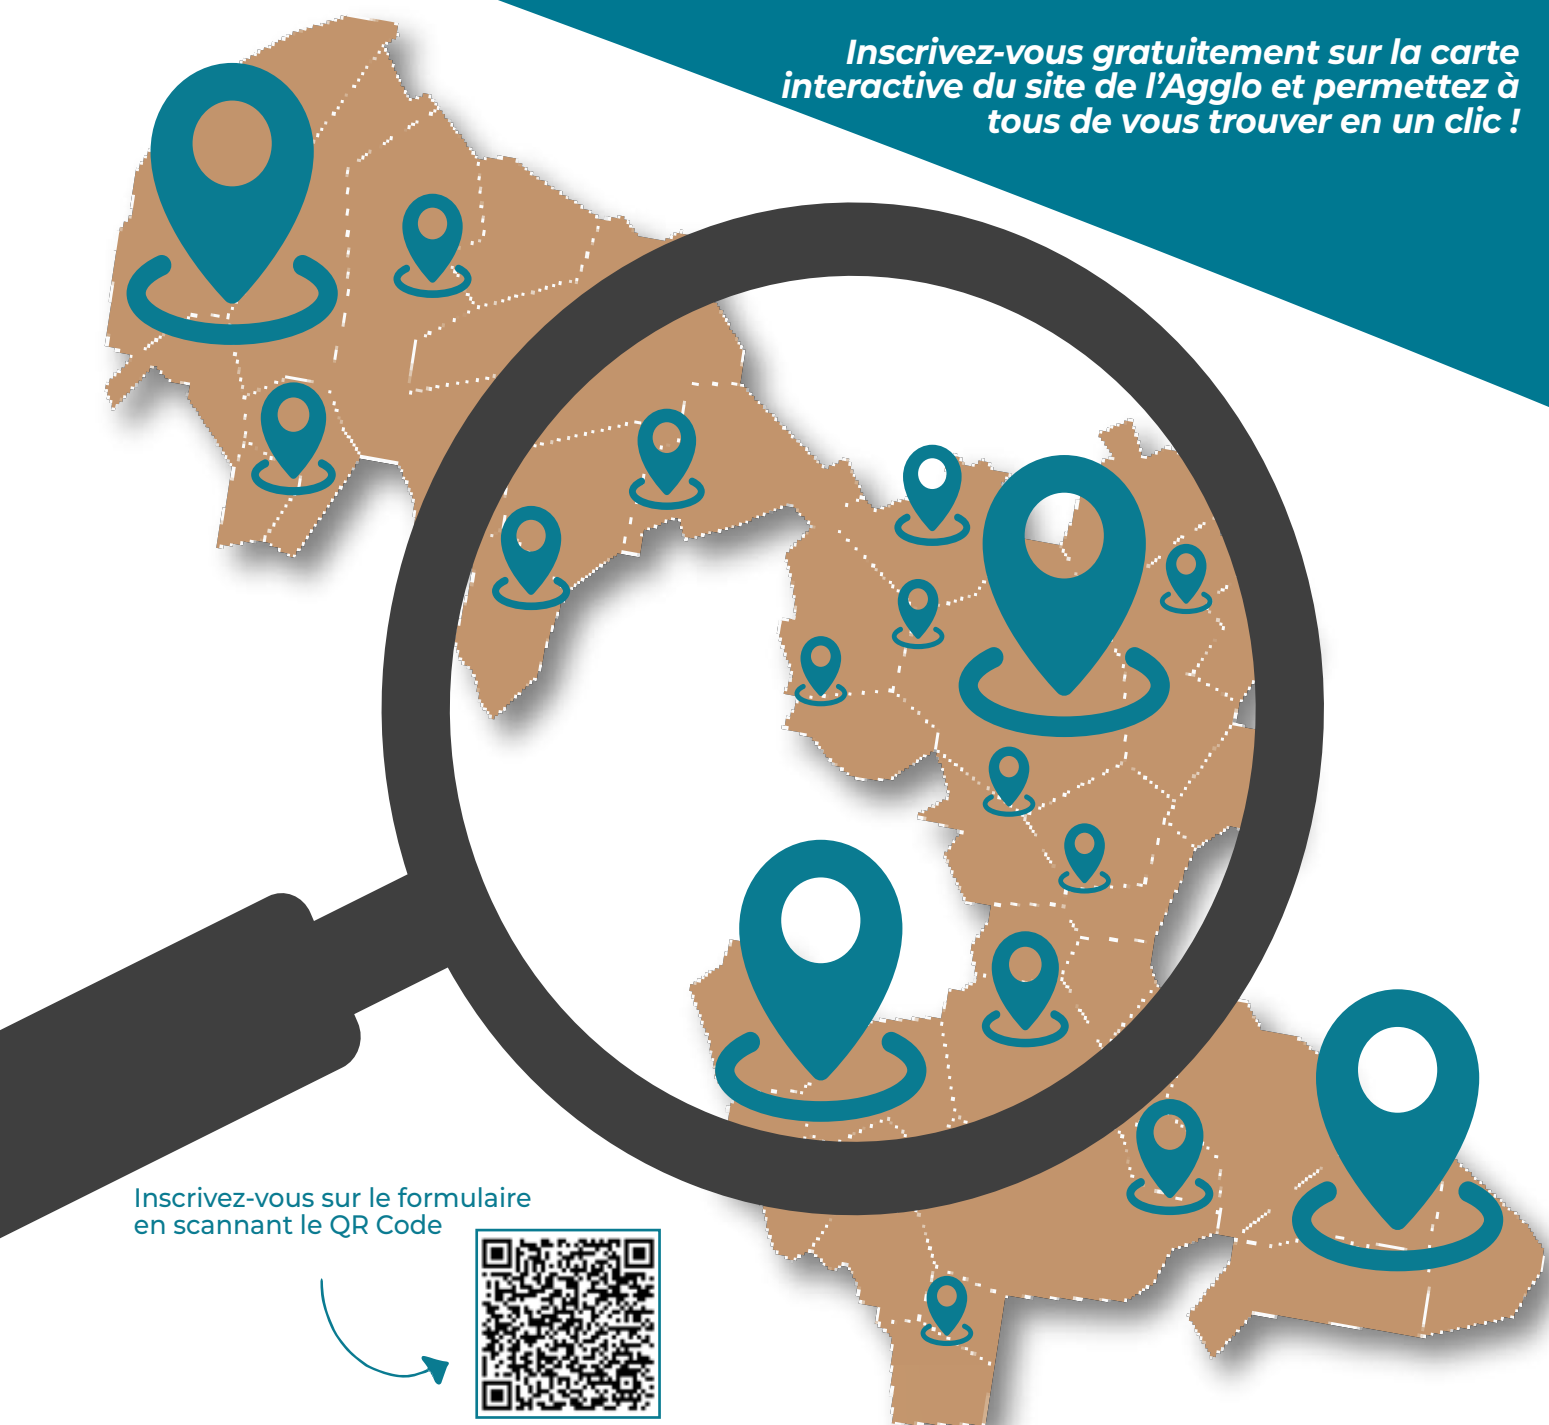 Inscrivez-vous gratuitement sur la carte
interactive du site de l'Agglo et permettez à
tous de vous trouver en un clic !
Inscrivez-vous sur le formulaire
en scannant le QR Code